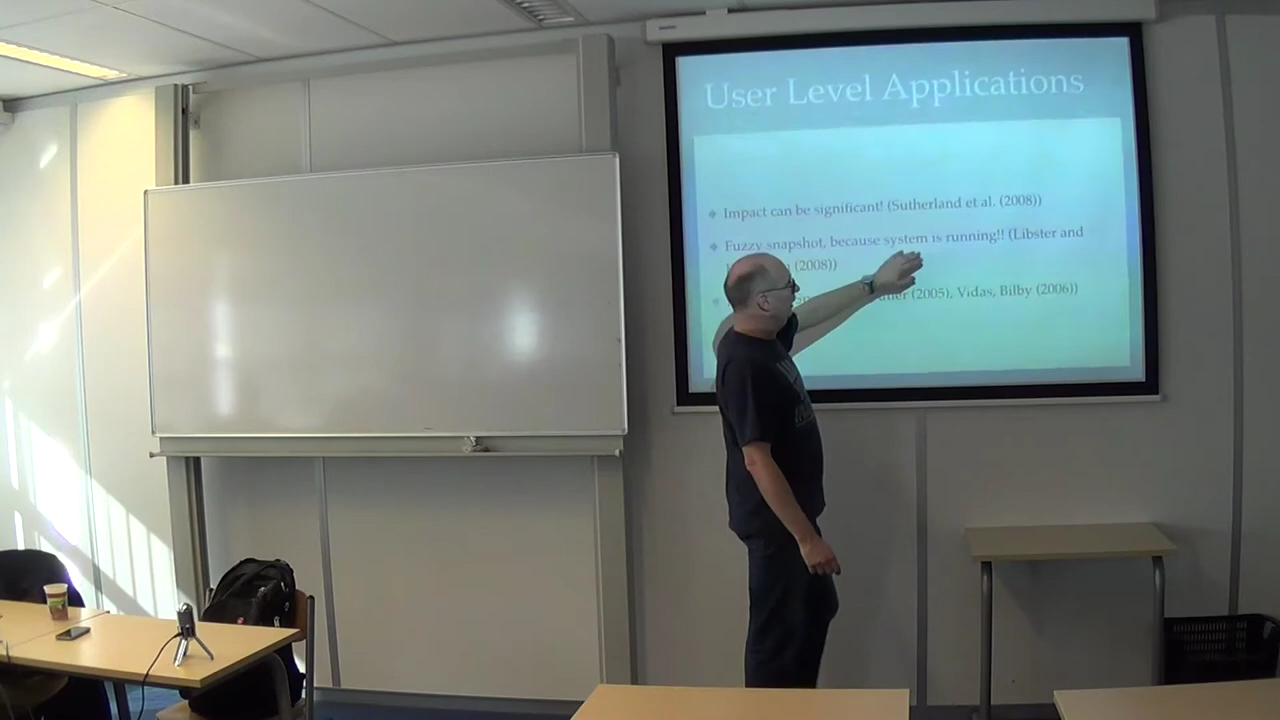 User Level Applications
Impact can be significant! (Sutherland et al. (2008))
Fuzzy snapshot, because system is running!! (Libster and
(2008))
(2005), Vidas, Bilby (2006))